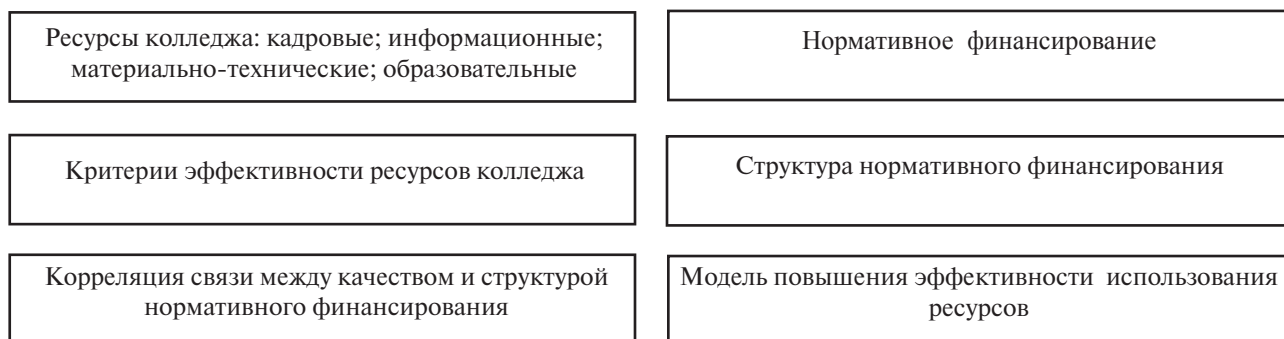 Ресурсы колледжа: кадровые; информационные;
материально-технические; образовательные
Нормативное финансирование
Критерии эффективности ресурсов колледжа
Структура нормативного финансирования
Корреляция связи между качеством и структурой
нормативного финансирования
Модель повышения эффективности использования
ресурсов